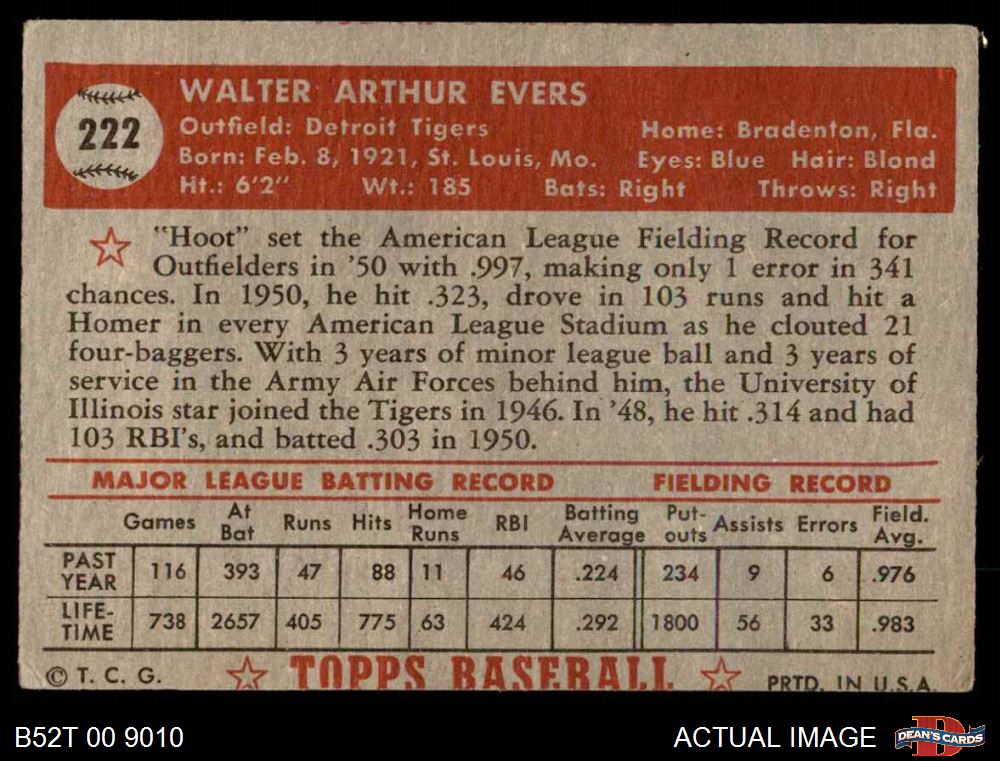 222
WALTER ARTHUR EVERS
Outfield: Detroit Tigers Home: Bradenton, Fla.
Born: Feb. 8, 1921, St. Louis, Mo. Eyes: Blue Hair: Blond
Ht.: 6'2" Wt.: 185 Bats: Right Throws: Right
"Hoot" set the American League Fielding Record for
Outfielders in '50 with .997, making only 1 error in 341
chances. In 1950, he hit .323, drove in 103 runs and hit a
Homer in every American League Stadium as he clouted 21
four-baggers. With 3 years of minor league ball and 3 years of
service in the Army Air Forces behind him, the University of
Illinois star joined the Tigers in 1946. In '48, he hit .314 and had
103 RBI's, and batted .303 in 1950.
MAJOR LEAGUE BATTING RECORD FIELDING RECORD
Games At Bat Runs Hits Home Runs RBI Batting Average Put-outs Assists Errors Field. Avg.
PAST YEAR 116 393 47 88 11 46 .224 234 9 6 .976
LIFE-TIME 738 2657 405 775 63 424 .292 1800 56 33 .983
© T. C. G. TOPPS BASEBALL PRTD. IN U.S.A.
B52T 00 9010 ACTUAL IMAGE DEAN'S CARDS